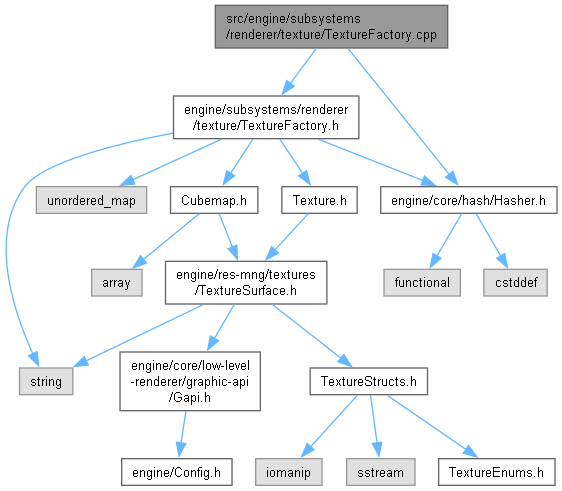 src/engine/subsystems
/renderer/texture/TextureFactory.cpp
engine/subsystems/renderer
/texture/TextureFactory.h
unordered_map
Cubemap.h
Texture.h
engine/core/hash/Hasher.h
array
engine/res-mng/textures
/TextureSurface.h
functional
cstddef
string
engine/core/low-level
-renderer/graphic-api
/Gapi.h
TextureStructs.h
engine/Config.h
iomanip
sstream
TextureEnums.h